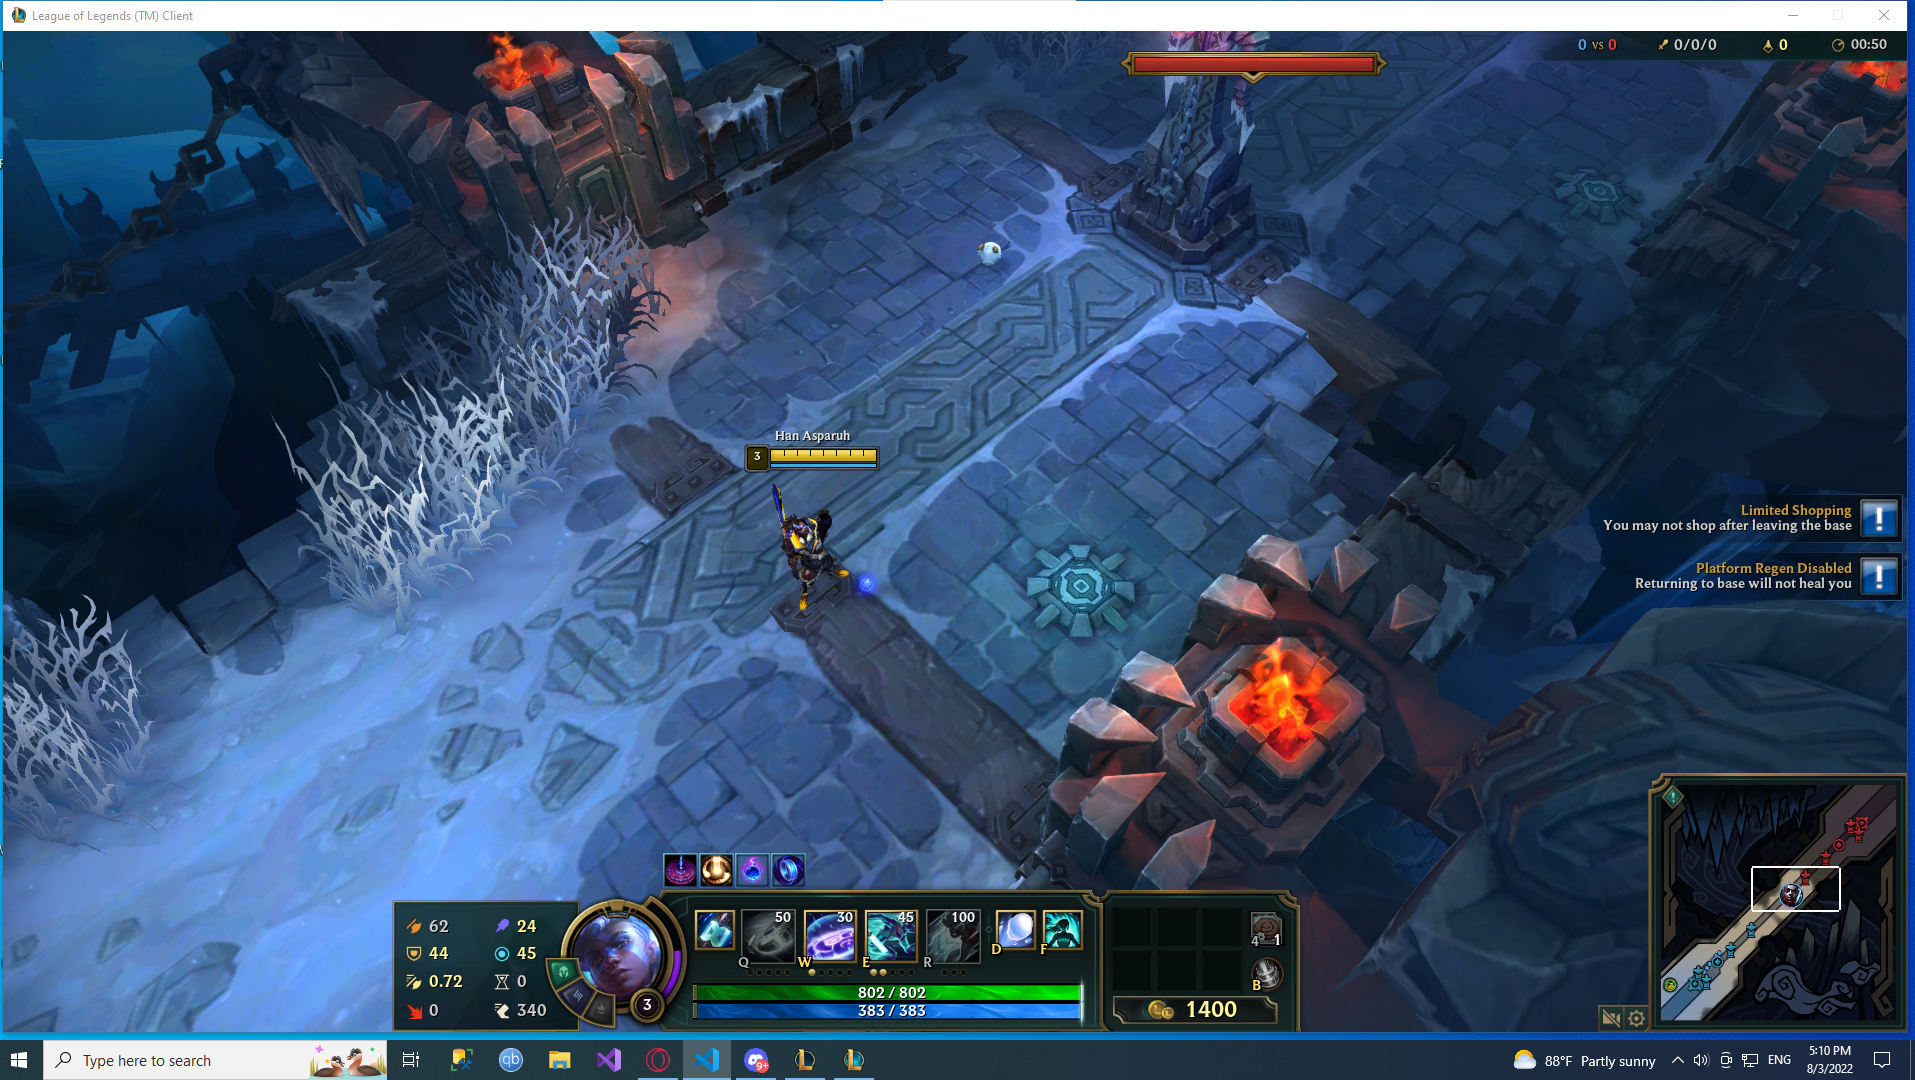 League of Legends (TM) Client
0 vs 0
0/0/0
0
00:50
Han Asparuh
3
Limited Shopping
You may not shop after leaving the base
Platform Regen Disabled
Returning to base will not heal you
62
24
44
45
0.72
0
0
340
3
50
30
45
100
Q
W
E
R
D
F
802 / 802
383 / 383
4
1
B
1400
Type here to search
qb
9+
88°F Partly sunny
ENG
5:10 PM
8/3/2022